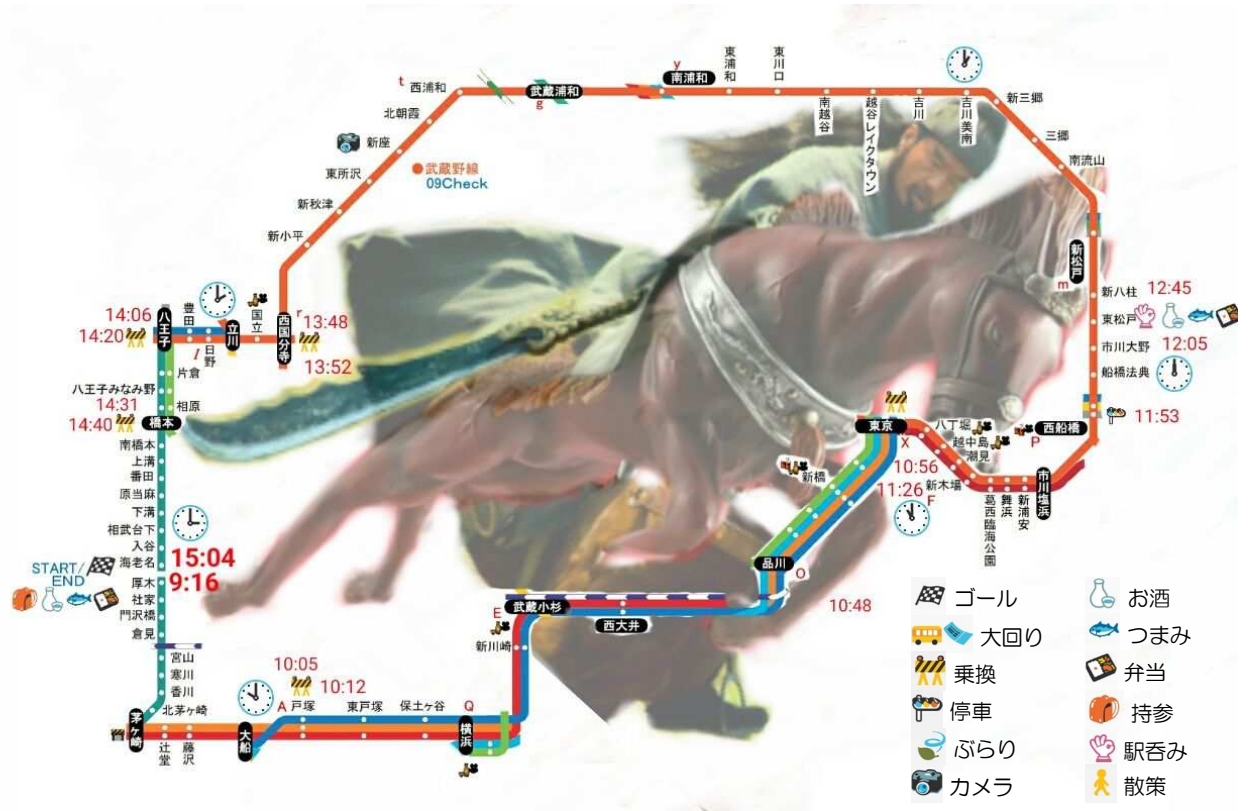 東浦和
東川口
y
南浦和
t
西浦和
武蔵浦和
g
南越谷
越谷レイクタウン
吉川
吉川美南
新三郷
三郷
南流山
北朝霞
新座
東所沢
武蔵野線
09Check
新秋津
新小平
新松戸
m
新八柱
12:45
東松戸
市川大野
12:05
船橋法典
11:53
西船橋
P
14:06
14:20
八王子
豊田
I
日野
立川
国立
西国分寺
r
13:48
13:52
片倉
八王子みなみ野
14:31
相原
14:40
橋本
南橋本
上溝
番田
原当麻
下溝
相武台下
入谷
海老名
15:04
START/
END
9:16
厚木
社家
門沢橋
倉見
宮山
寒川
香川
北茅ヶ崎
茅ヶ崎
辻堂
藤沢
大船
10:05
10:12
A
戸塚
東戸塚
保土ヶ谷
Q
横浜
新川崎
E
武蔵小杉
西大井
品川
O
10:48
新橋
東京
X
10:56
11:26
F
八丁堀
越中島
潮見
新木場
葛西臨海公園
舞浜
新浦安
市川塩浜
ゴール
お酒
大回り
つまみ
乗換
弁当
停車
持参
ぶらり
駅呑み
カメラ
散策